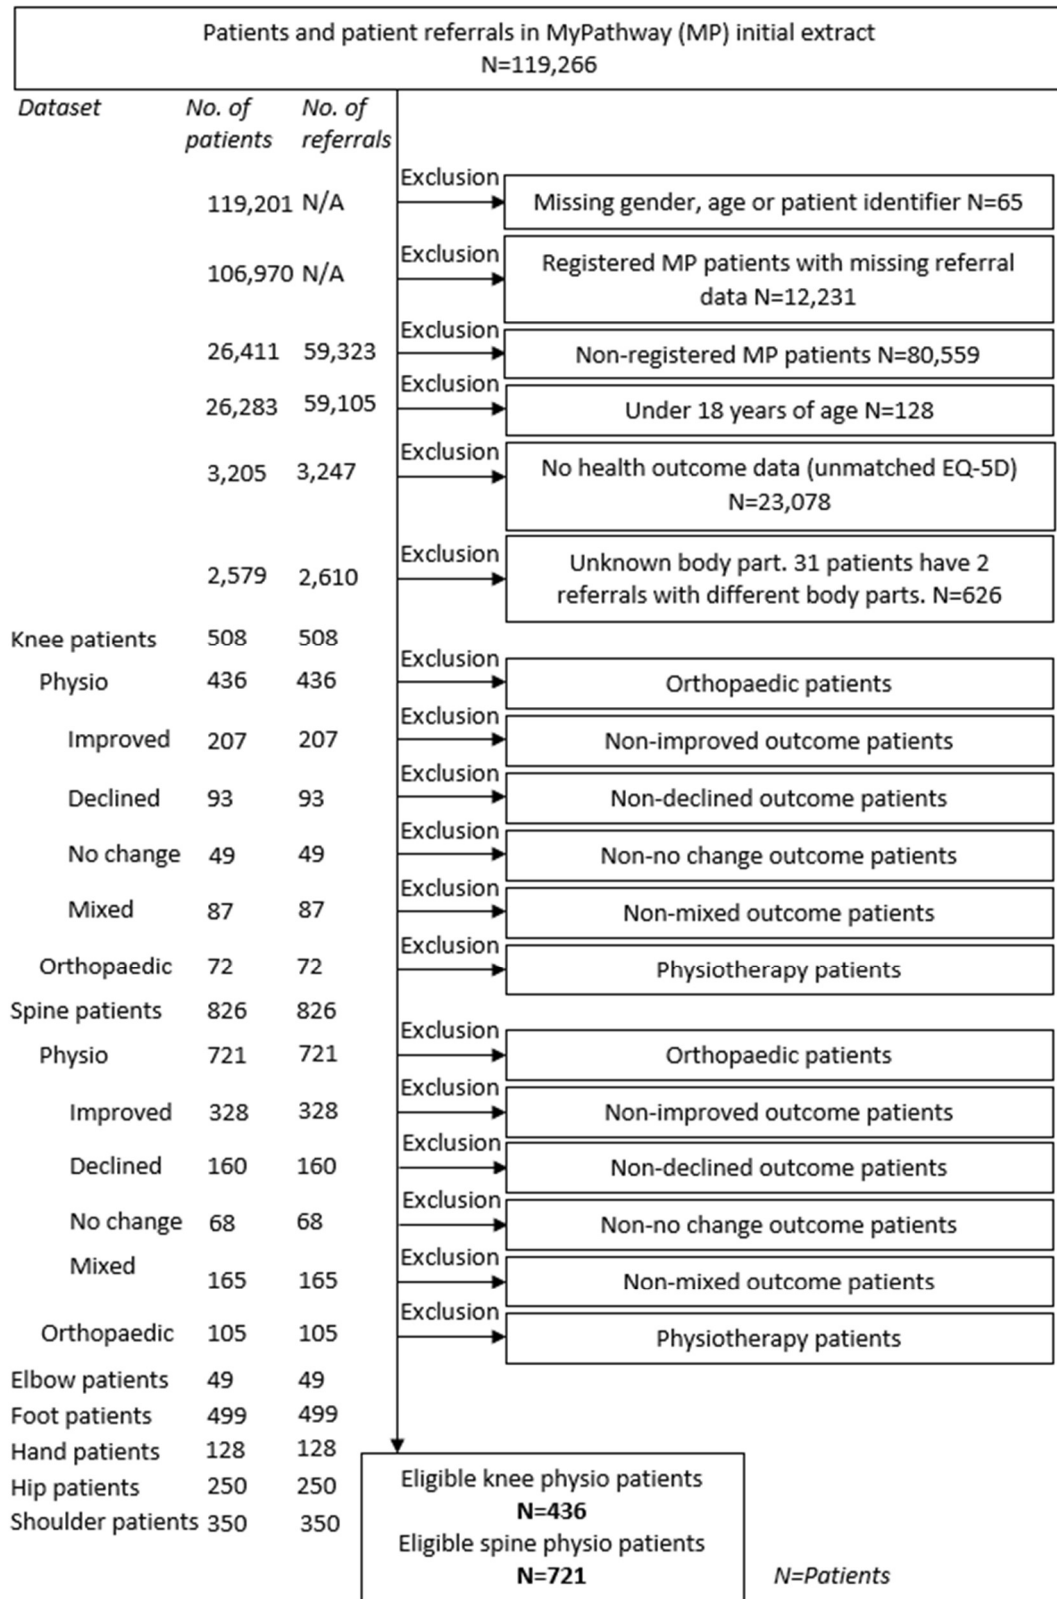 Patients and patient referrals in MyPathway (MP) initial extract
N=119,266
Dataset No. of patients No. of referrals
Exclusion
119,201 N/A Missing gender, age or patient identifier N=65
Exclusion
106,970 N/A Registered MP patients with missing referral
data N=12,231
Exclusion
26,411 59,323 Non-registered MP patients N=80,559
Exclusion
26,283 59,105 Under 18 years of age N=128
Exclusion
3,205 3,247 No health outcome data (unmatched EQ-5D)
N=23,078
Exclusion
2,579 2,610 Unknown body part. 31 patients have 2
referrals with different body parts. N=626
Knee patients 508 508
Exclusion
Physio 436 436 Orthopaedic patients
Exclusion
Improved 207 207 Non-improved outcome patients
Exclusion
Declined 93 93 Non-declined outcome patients
Exclusion
No change 49 49 Non-no change outcome patients
Exclusion
Mixed 87 87 Non-mixed outcome patients
Exclusion
Orthopaedic 72 72 Physiotherapy patients
Spine patients 826 826
Exclusion
Physio 721 721 Orthopaedic patients
Exclusion
Improved 328 328 Non-improved outcome patients
Exclusion
Declined 160 160 Non-declined outcome patients
Exclusion
No change 68 68 Non-no change outcome patients
Exclusion
Mixed 165 165 Non-mixed outcome patients
Exclusion
Orthopaedic 105 105 Physiotherapy patients
Elbow patients 49 49
Foot patients 499 499
Hand patients 128 128
Hip patients 250 250
Shoulder patients 350 350
Eligible knee physio patients
N=436
Eligible spine physio patients
N=721
N=Patients